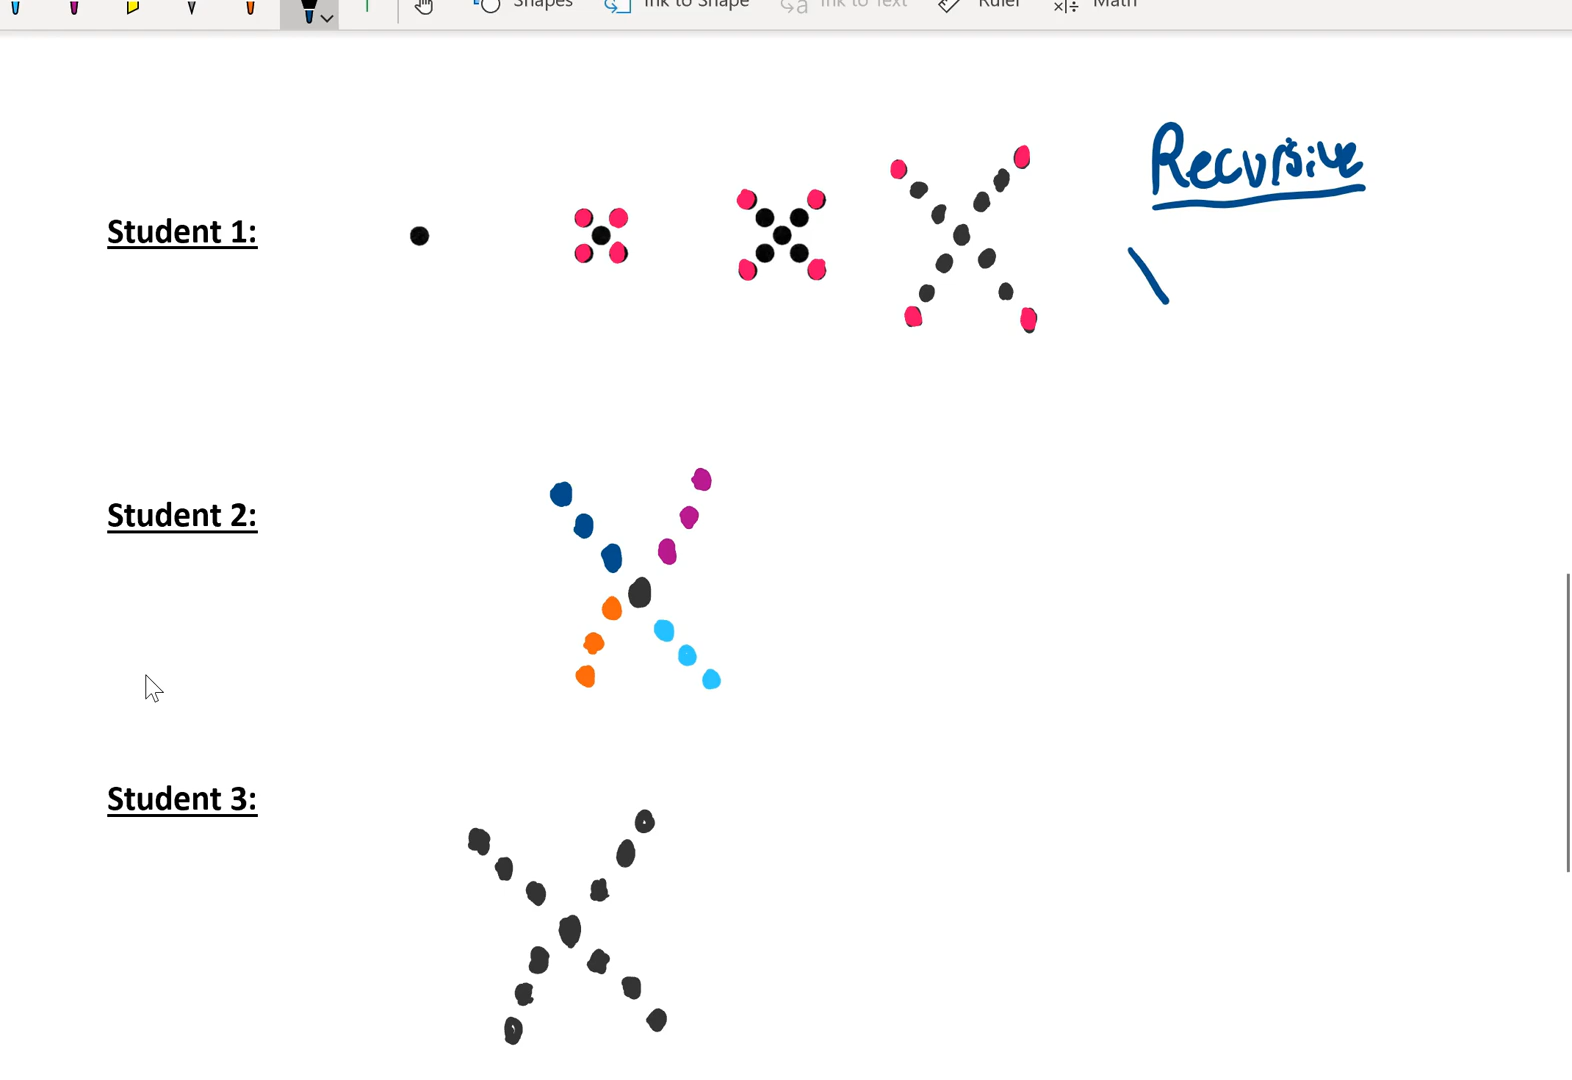 Shapes
Ink to Shape
Ink to Text
Ruler
Math
Recursive
Student 1:
Student 2:
Student 3: